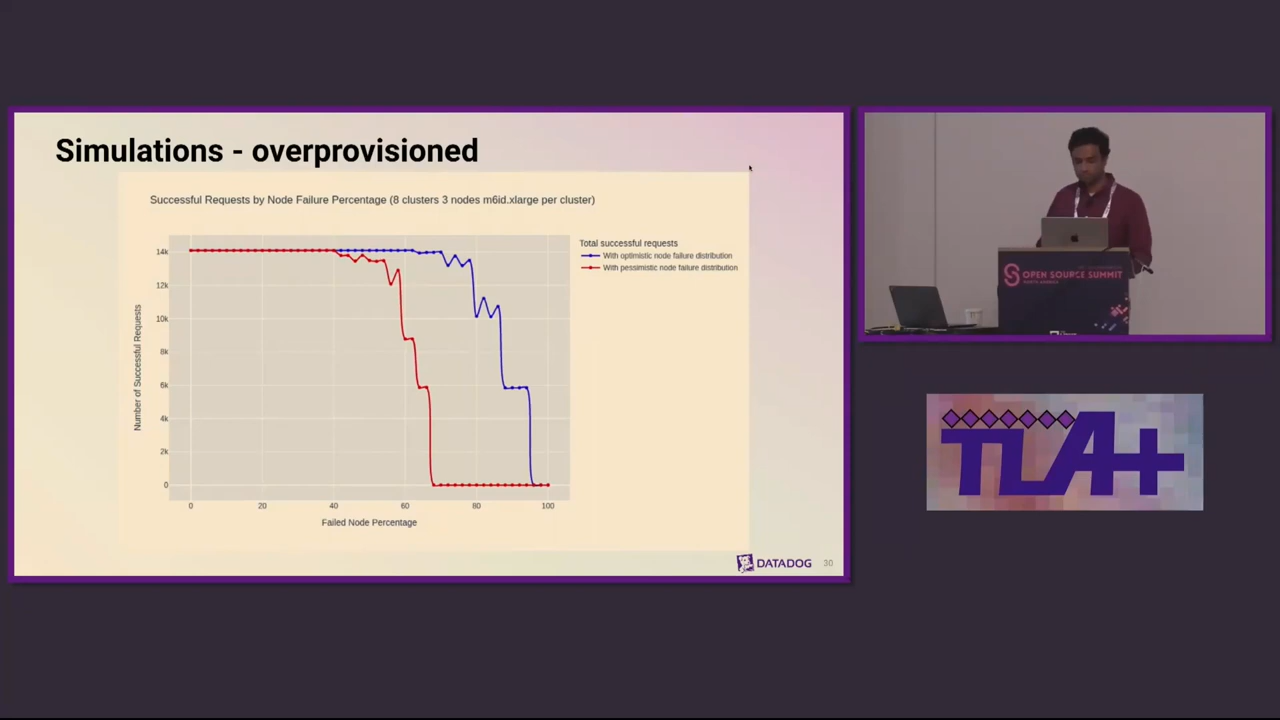 Simulations - overprovisioned
Successful Requests by Node Failure Percentage (8 clusters 3 nodes m6id.xlarge per cluster)
Total successful requests
With optimistic node failure distribution
With pessimistic node failure distribution
Number of Successful Requests
14k
12k
10k
8k
6k
4k
2k
0
0 20 40 60 80 100
Failed Node Percentage
DATADOG
30
OPEN SOURCE SUMMIT
NORTH AMERICA
TLA+